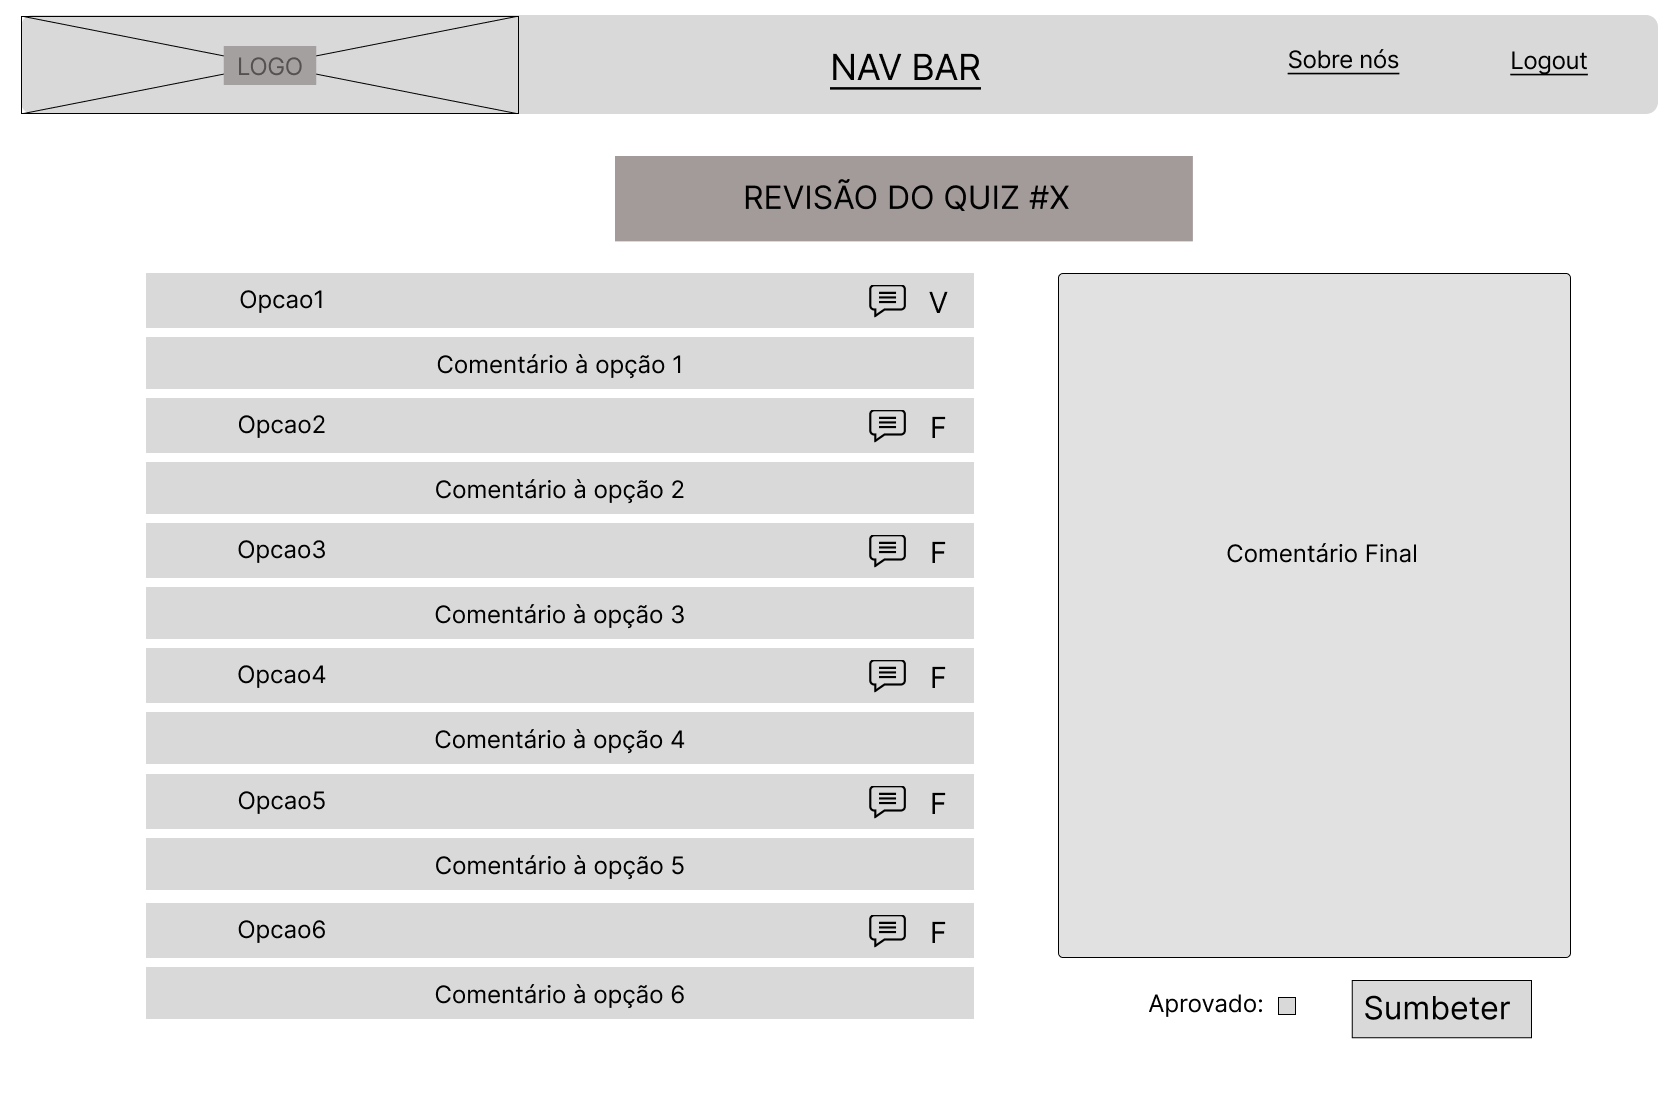 LOGO
NAV BAR
Sobre nós
Logout
REVISÃO DO QUIZ #X
Opcao1 V
Comentário à opção 1
Opcao2 F
Comentário à opção 2
Opcao3 F
Comentário à opção 3
Opcao4 F
Comentário à opção 4
Opcao5 F
Comentário à opção 5
Opcao6 F
Comentário à opção 6
Comentário Final
Aprovado:
Sumbeter